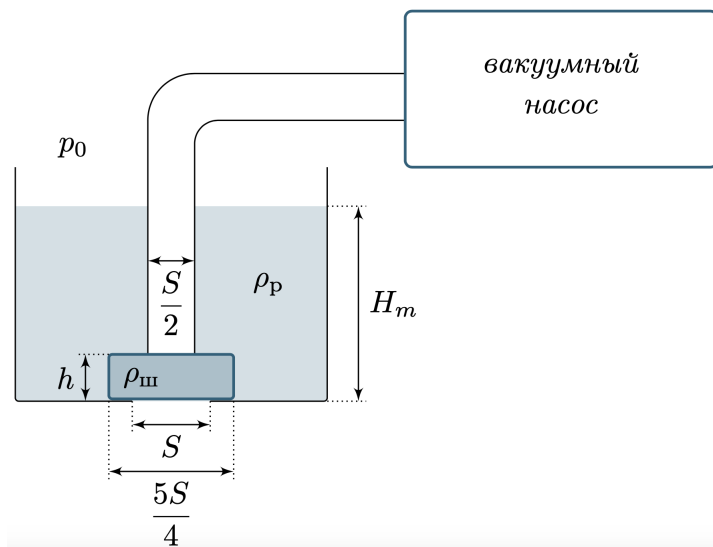 вакуумный
насос
p₀
S/2
ρр
Hₘ
h
ρш
S
5S/4